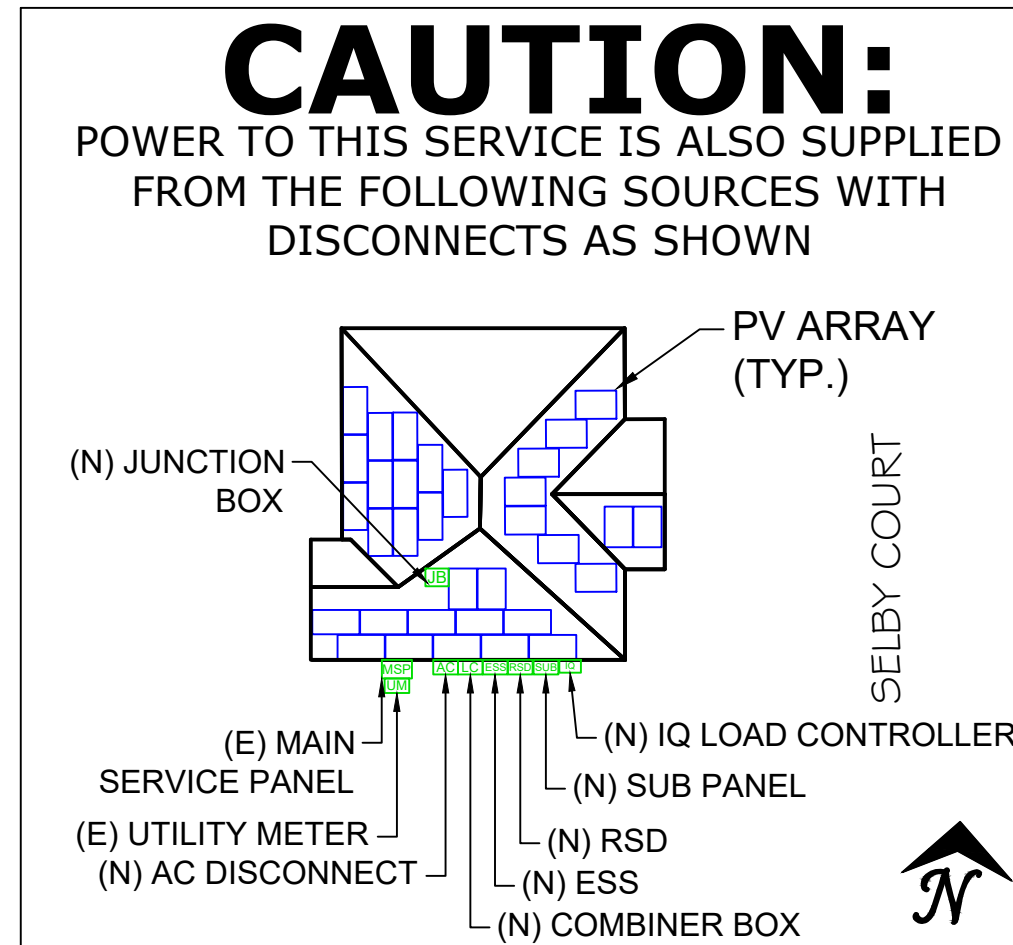 CAUTION:
POWER TO THIS SERVICE IS ALSO SUPPLIED
FROM THE FOLLOWING SOURCES WITH
DISCONNECTS AS SHOWN
PV ARRAY
(TYP.)
(N) JUNCTION
BOX
SELBY COURT
JB
MSP
UM
AC
LC
ESS
RSD
SUB
IQ
(E) MAIN
SERVICE PANEL
(E) UTILITY METER
(N) AC DISCONNECT
(N) IQ LOAD CONTROLLER
(N) SUB PANEL
(N) RSD
(N) ESS
(N) COMBINER BOX
N